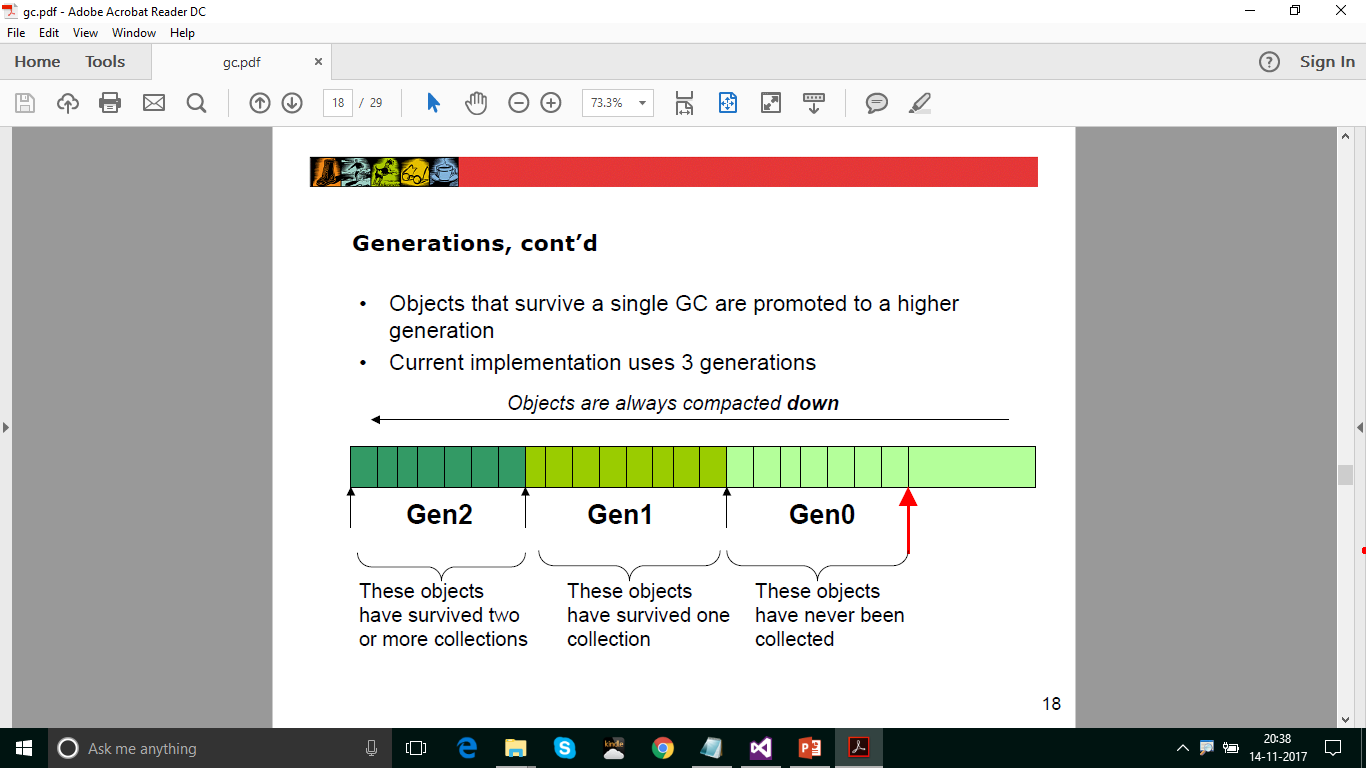 gc.pdf - Adobe Acrobat Reader DC
File Edit View Window Help
Home Tools gc.pdf × ? Sign In
18 / 29 73.3%
Generations, cont’d
• Objects that survive a single GC are promoted to a higher
generation
• Current implementation uses 3 generations
Objects are always compacted down
Gen2 Gen1 Gen0
These objects
have survived two
or more collections
These objects
have survived one
collection
These objects
have never been
collected
18
Ask me anything
kindle
20:38
14-11-2017